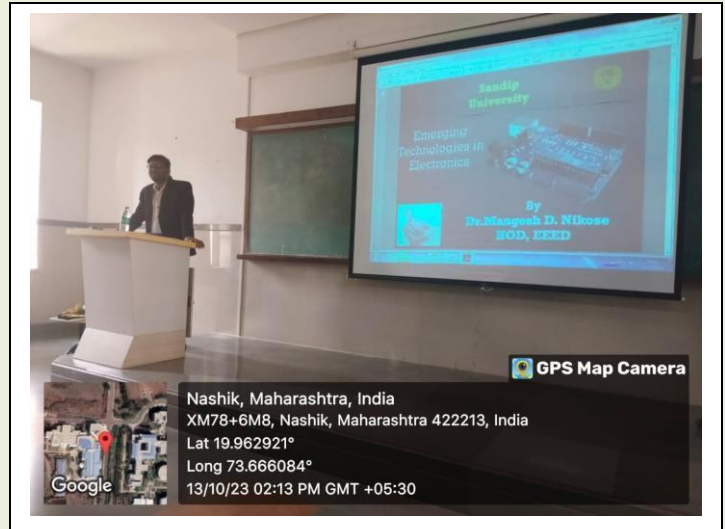 Sandip
University
Emerging
Technologies in
Electronics
By
Dr.Mangesh D. Nikose
HOD, EEED
GPS Map Camera
Nashik, Maharashtra, India
XM78+6M8, Nashik, Maharashtra 422213, India
Lat 19.962921°
Long 73.666084°
13/10/23 02:13 PM GMT +05:30
Google